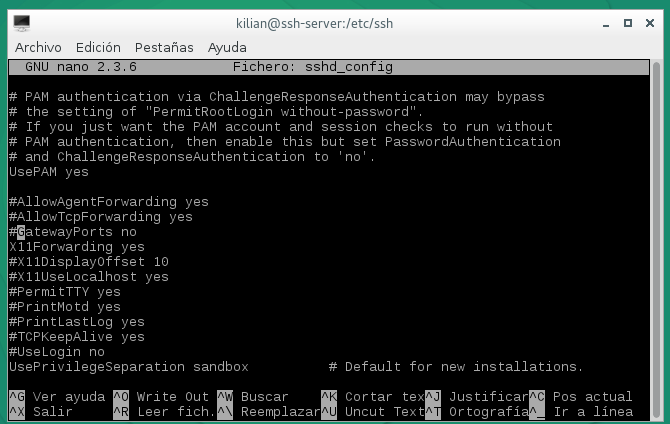 kilian@ssh-server:/etc/ssh
Archivo Edición Pestañas Ayuda
GNU nano 2.3.6 Fichero: sshd_config
# PAM authentication via ChallengeResponseAuthentication may bypass
# the setting of "PermitRootLogin without-password".
# If you just want the PAM account and session checks to run without
# PAM authentication, then enable this but set PasswordAuthentication
# and ChallengeResponseAuthentication to 'no'.
UsePAM yes
#AllowAgentForwarding yes
#AllowTcpForwarding yes
#GatewayPorts no
X11Forwarding yes
#X11DisplayOffset 10
#X11UseLocalhost yes
#PermitTTY yes
#PrintMotd yes
#PrintLastLog yes
#TCPKeepAlive yes
#UseLogin no
UsePrivilegeSeparation sandbox # Default for new installations.
^G Ver ayuda ^O Write Out ^W Buscar ^K Cortar tex^J Justificar^C Pos actual
^X Salir ^R Leer fich.^\ Reemplazar^U Uncut Text^T Ortografía^_ Ir a línea